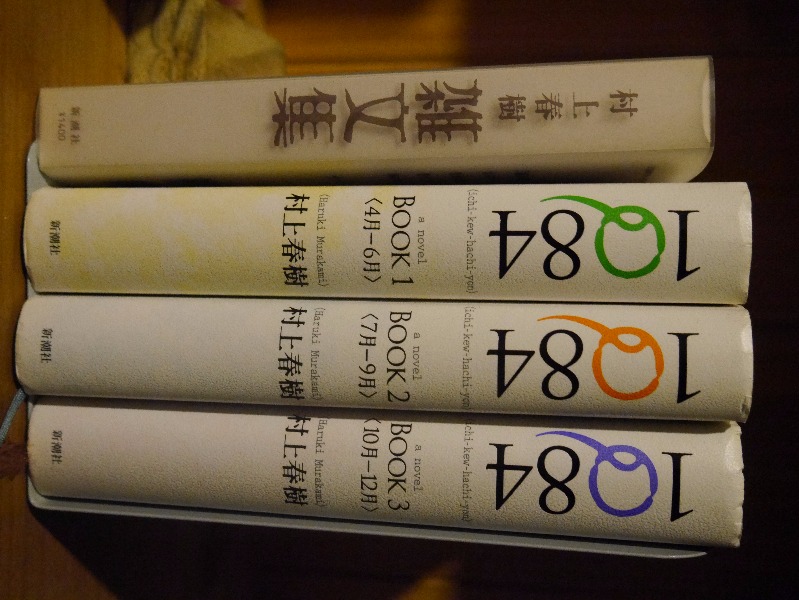 村上春樹
雑文集
新潮社
¥1400
1Q84
(ichi-kew-hachi-yon)
a novel
BOOK 1
〈4月–6月〉
(Haruki Murakami)
村上春樹
新潮社
1Q84
(ichi-kew-hachi-yon)
a novel
BOOK 2
〈7月–9月〉
(Haruki Murakami)
村上春樹
新潮社
1Q84
(ichi-kew-hachi-yon)
a novel
BOOK 3
〈10月–12月〉
(Haruki Murakami)
村上春樹
新潮社